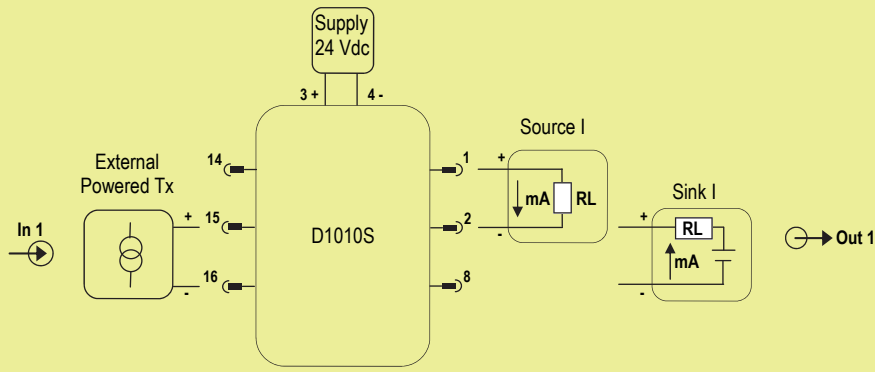 Supply
24 Vdc
3 +
4 -
Source I
External
Powered Tx
14
1
+
mA
RL
Sink I
In 1
+
15
D1010S
2
-
+
RL
Out 1
mA
-
16
8
-